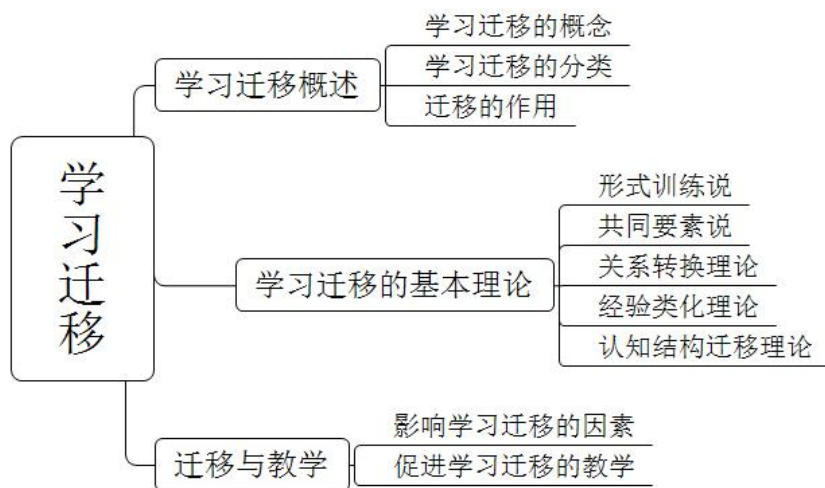 学习迁移
学习迁移概述
学习迁移的概念
学习迁移的分类
迁移的作用
学习迁移的基本理论
形式训练说
共同要素说
关系转换理论
经验类化理论
认知结构迁移理论
迁移与教学
影响学习迁移的因素
促进学习迁移的教学